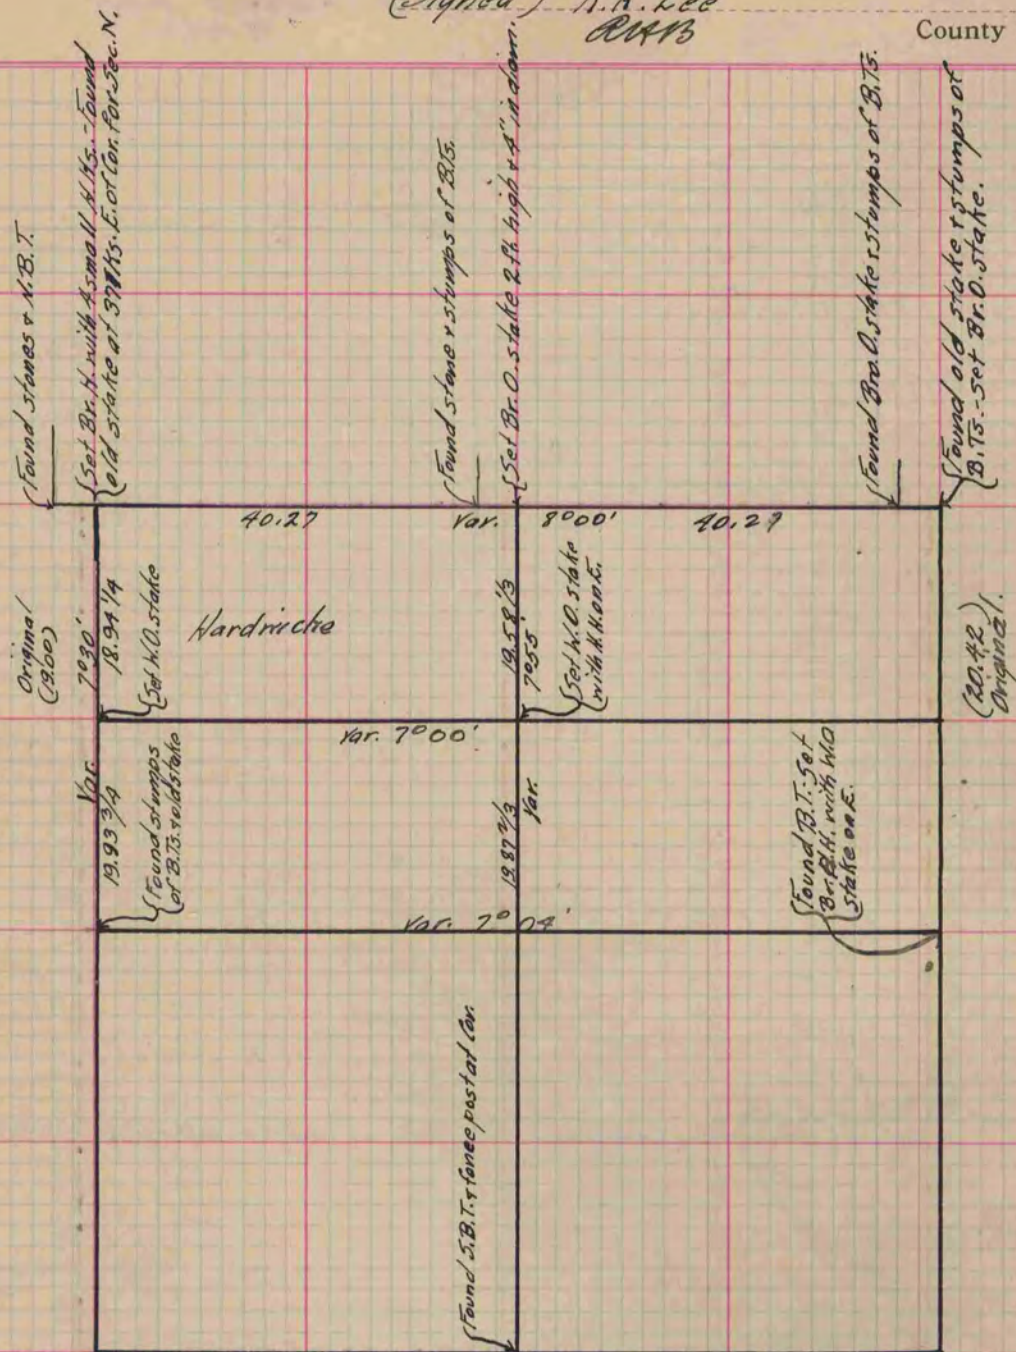 (Signed) A.A. Lee
RHB
County
Found stones & N.B.T.
Set Br. H. with 4 small H. Hs. - Found
old stake at 37 lks. E. of Cor. for Sec. N.
Found stone & stumps of B.Ts.
Set Br. O. stake 2 ft. high & 4" in diam.
Found Bro. O. stake & stumps of B.Ts.
Found old stake & stumps of
B.Ts. - set Br. O. stake.
40.27
Var. 8°00'
40.27
Original
(19.00)
7°30'
18.94 1/4
Set W.O. stake
Hardwicke
19.58 1/3
7°55'
Set W.O. stake
with H.H. on E.
(20.42)
Original.
Var. 7°00'
Var.
19.93 3/4
Found stumps
of B.Ts. & old stake
19.87 2/3
Var.
Found B.T. - Set
Br. H. with W.O
stake on E.
Var. 7°04'
Found S.B.T. & fence post at Cor.